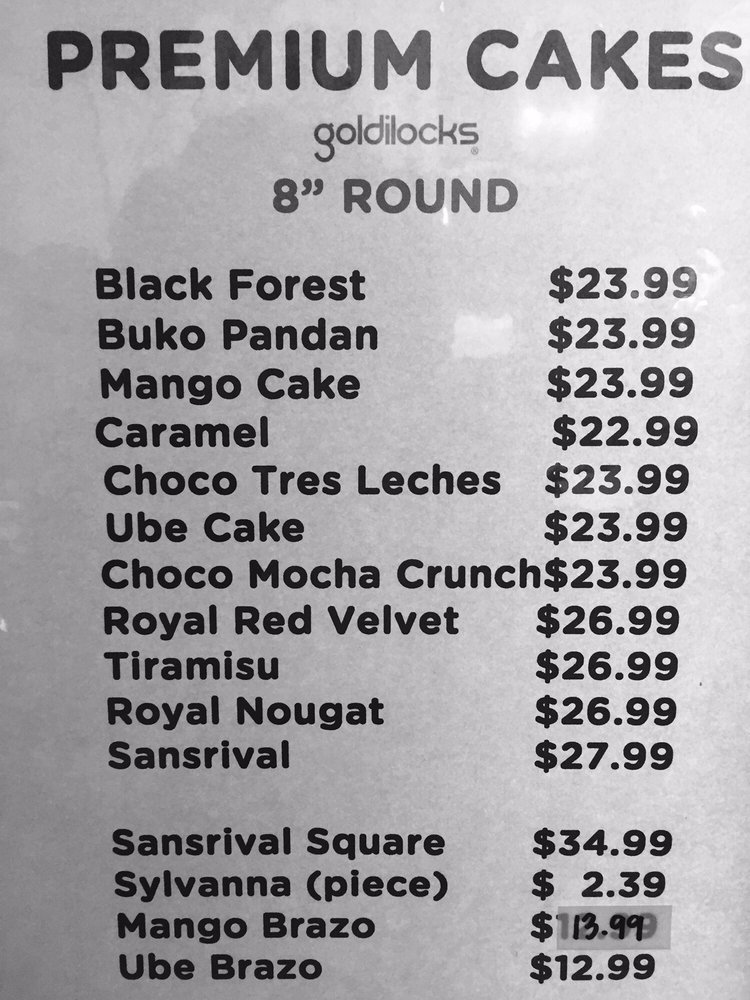 PREMIUM CAKES
goldilocks®
8” ROUND
Black Forest $23.99
Buko Pandan $23.99
Mango Cake $23.99
Caramel $22.99
Choco Tres Leches $23.99
Ube Cake $23.99
Choco Mocha Crunch $23.99
Royal Red Velvet $26.99
Tiramisu $26.99
Royal Nougat $26.99
Sansrival $27.99
Sansrival Square $34.99
Sylvanna (piece) $ 2.39
Mango Brazo $13.99
Ube Brazo $12.99